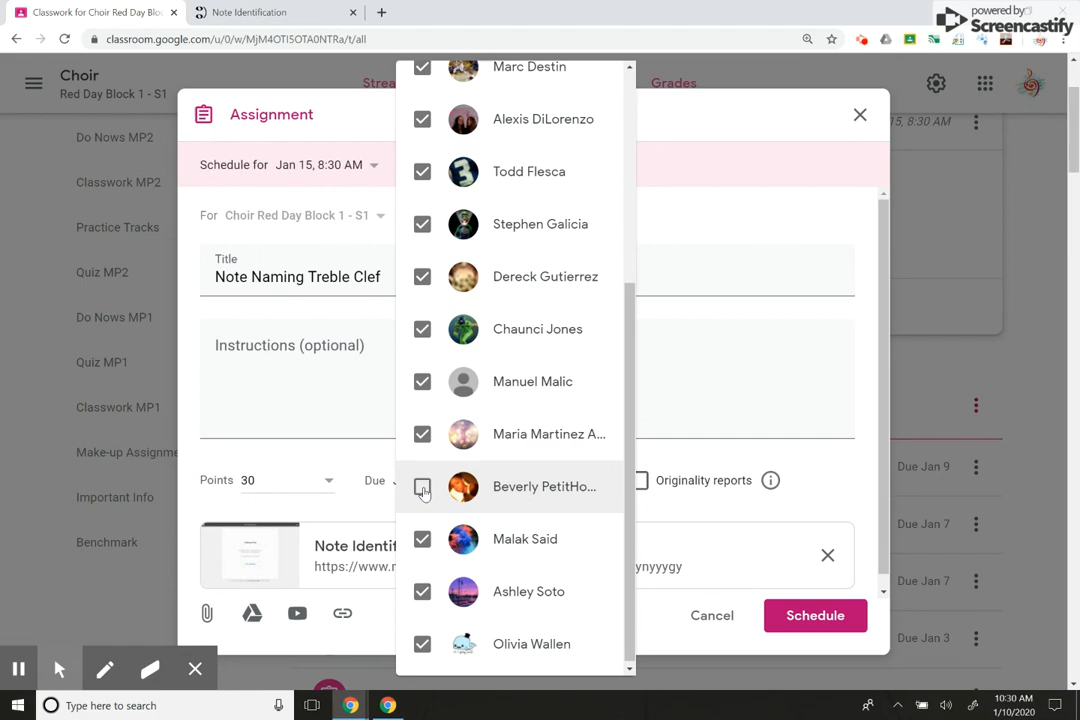 Classwork for Choir Red Day Blo
Note Identification
powered by
Screencastify
classroom.google.com/u/0/w/MjM4OTI5OTA0NTRa/t/all
Choir
Red Day Block 1 - S1
Stre
Grades
Do Nows MP2
Classwork MP2
Practice Tracks
Quiz MP2
Do Nows MP1
Quiz MP1
Classwork MP1
Make-up Assignme
Important Info
Benchmark
Assignment
15, 8:30 AM
Schedule for Jan 15, 8:30 AM
For Choir Red Day Block 1 - S1
Title
Note Naming Treble Clef
Instructions (optional)
Points 30
Due
Originality reports
Note Identif
https://www.n
ynyyygy
Cancel
Schedule
Marc Destin
Alexis DiLorenzo
Todd Flesca
Stephen Galicia
Dereck Gutierrez
Chaunci Jones
Manuel Malic
Maria Martinez A...
Beverly PetitHo...
Malak Said
Ashley Soto
Olivia Wallen
Due Jan 9
Due Jan 7
Due Jan 7
Due Jan 3
Type here to search
10:30 AM
1/10/2020